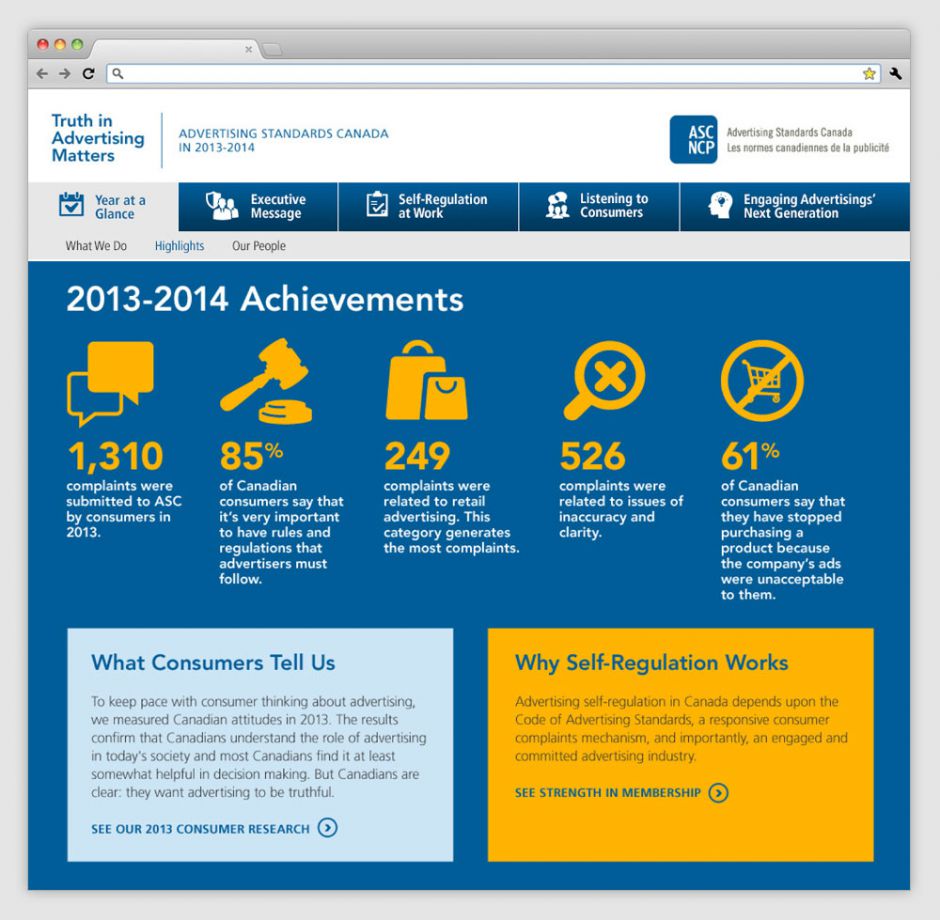 Truth in
Advertising
Matters
ADVERTISING STANDARDS CANADA
IN 2013-2014
ASC
NCP
Advertising Standards Canada
Les normes canadiennes de la publicité
Year at a
Glance
Executive
Message
Self-Regulation
at Work
Listening to
Consumers
Engaging Advertisings'
Next Generation
What We Do
Highlights
Our People
2013-2014 Achievements
1,310
complaints were
submitted to ASC
by consumers in
2013.
85%
of Canadian
consumers say that
it's very important
to have rules and
regulations that
advertisers must
follow.
249
complaints were
related to retail
advertising. This
category generates
the most complaints.
526
complaints were
related to issues of
inaccuracy and
clarity.
61%
of Canadian
consumers say that
they have stopped
purchasing a
product because
the company's ads
were unacceptable
to them.
What Consumers Tell Us
To keep pace with consumer thinking about advertising,
we measured Canadian attitudes in 2013. The results
confirm that Canadians understand the role of advertising
in today's society and most Canadians find it at least
somewhat helpful in decision making. But Canadians are
clear: they want advertising to be truthful.
SEE OUR 2013 CONSUMER RESEARCH
Why Self-Regulation Works
Advertising self-regulation in Canada depends upon the
Code of Advertising Standards, a responsive consumer
complaints mechanism, and importantly, an engaged and
committed advertising industry.
SEE STRENGTH IN MEMBERSHIP